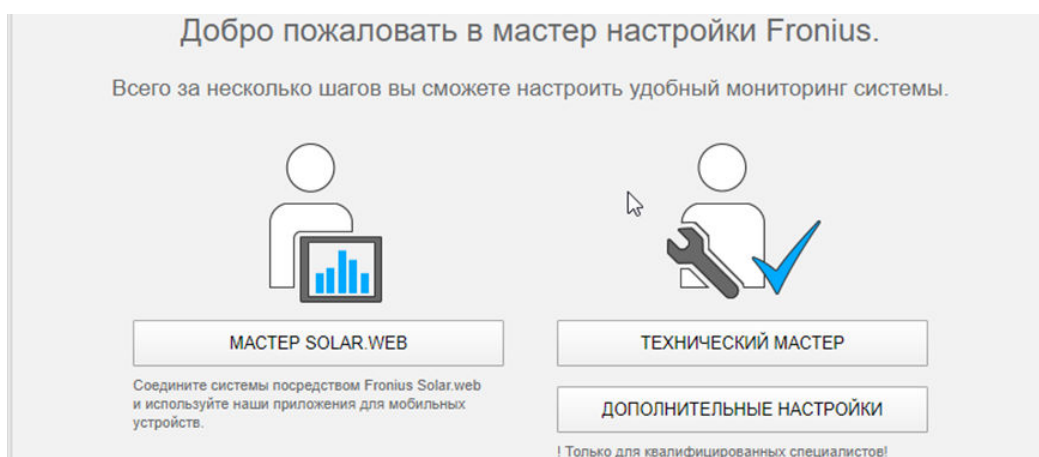 Добро пожаловать в мастер настройки Fronius.
Всего за несколько шагов вы сможете настроить удобный мониторинг системы.
МАСТЕР SOLAR.WEB
Соедините системы посредством Fronius Solar.web
и используйте наши приложения для мобильных
устройств.
ТЕХНИЧЕСКИЙ МАСТЕР
ДОПОЛНИТЕЛЬНЫЕ НАСТРОЙКИ
! Только для квалифицированных специалистов!